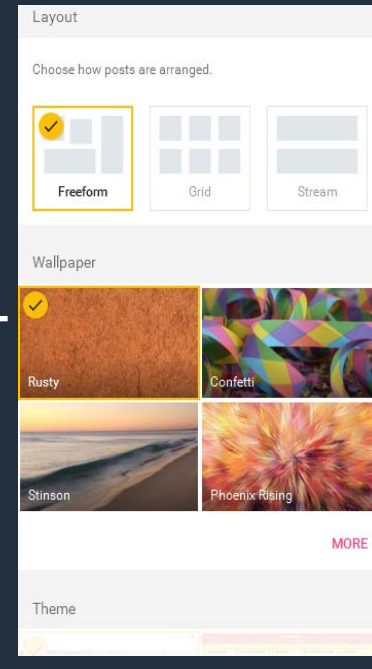 Layout
Choose how posts are arranged.
Freeform Grid Stream
Wallpaper
Rusty Confetti
Stinson Phoenix Rising
MORE
Theme